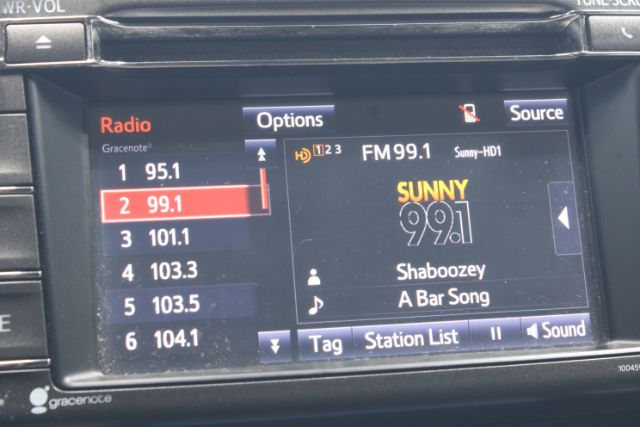 WR-VOL
TUNE-SCRO
Radio
Options
Source
Gracenote®
HD 1 2 3 FM 99.1 Sunny-HD1
1 95.1
2 99.1
3 101.1
4 103.3
5 103.5
6 104.1
SUNNY
99.1
Shaboozey
A Bar Song
Tag
Station List
Sound
E
gracenote
10045